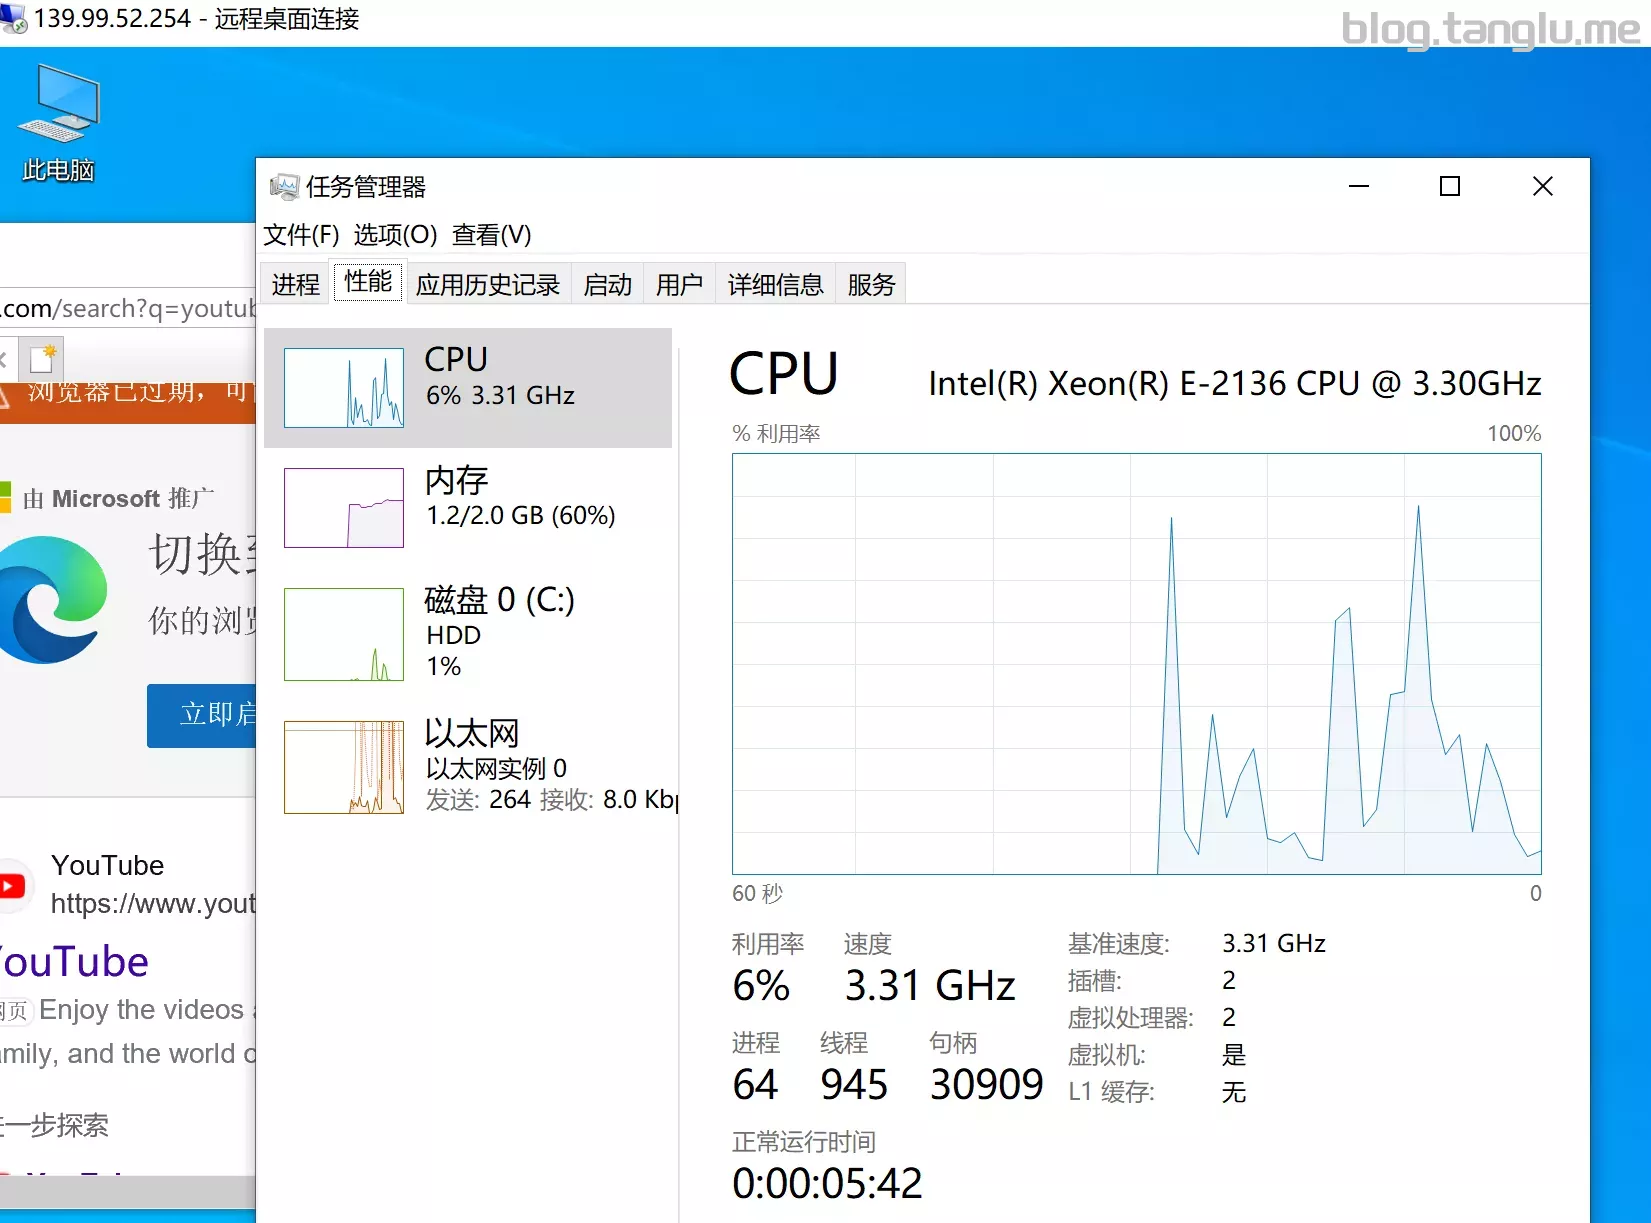 139.99.52.254 - 远程桌面连接
blog.tanglu.me
此电脑
任务管理器
文件(F) 选项(O) 查看(V)
进程 性能 应用历史记录 启动 用户 详细信息 服务
.com/search?q=youtub
浏览器已过期，可
由 Microsoft 推广
切换到
你的浏览
立即启
YouTube
https://www.yout
YouTube
网页 Enjoy the videos a
amily, and the world o
进一步探索
CPU
6% 3.31 GHz
内存
1.2/2.0 GB (60%)
磁盘 0 (C:)
HDD
1%
以太网
以太网实例 0
发送: 264 接收: 8.0 Kbp
CPU Intel(R) Xeon(R) E-2136 CPU @ 3.30GHz
% 利用率 100%
60 秒 0
利用率 速度
6% 3.31 GHz
进程 线程 句柄
64 945 30909
正常运行时间
0:00:05:42
基准速度: 3.31 GHz
插槽: 2
虚拟处理器: 2
虚拟机: 是
L1 缓存: 无